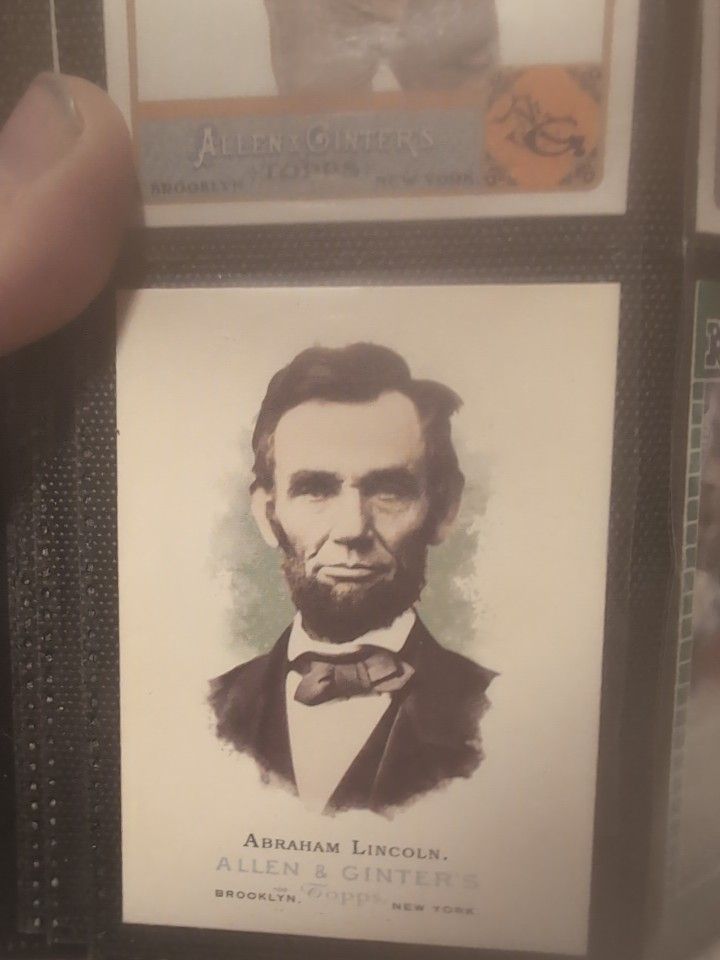 ALLEN & GINTER'S
TOPPS
BROOKLYN NEW YORK
ABRAHAM LINCOLN.
ALLEN & GINTER'S
Topps
BROOKLYN. NEW YORK